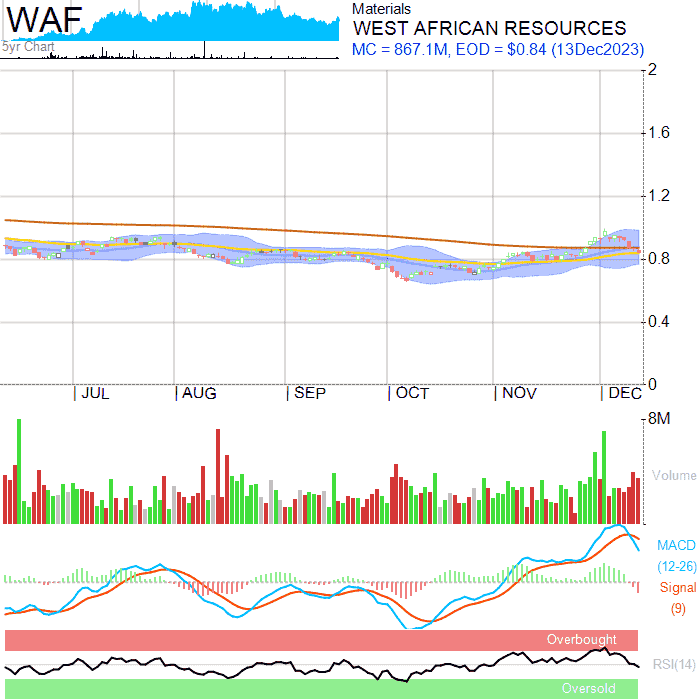 WAF
5yr Chart
Materials
WEST AFRICAN RESOURCES
MC = 867.1M, EOD = $0.84 (13Dec2023)
2
1.6
1.2
0.8
0.4
0
JUL AUG SEP OCT NOV DEC
8M
Volume
MACD
(12-26)
Signal
(9)
Overbought
RSI(14)
Oversold